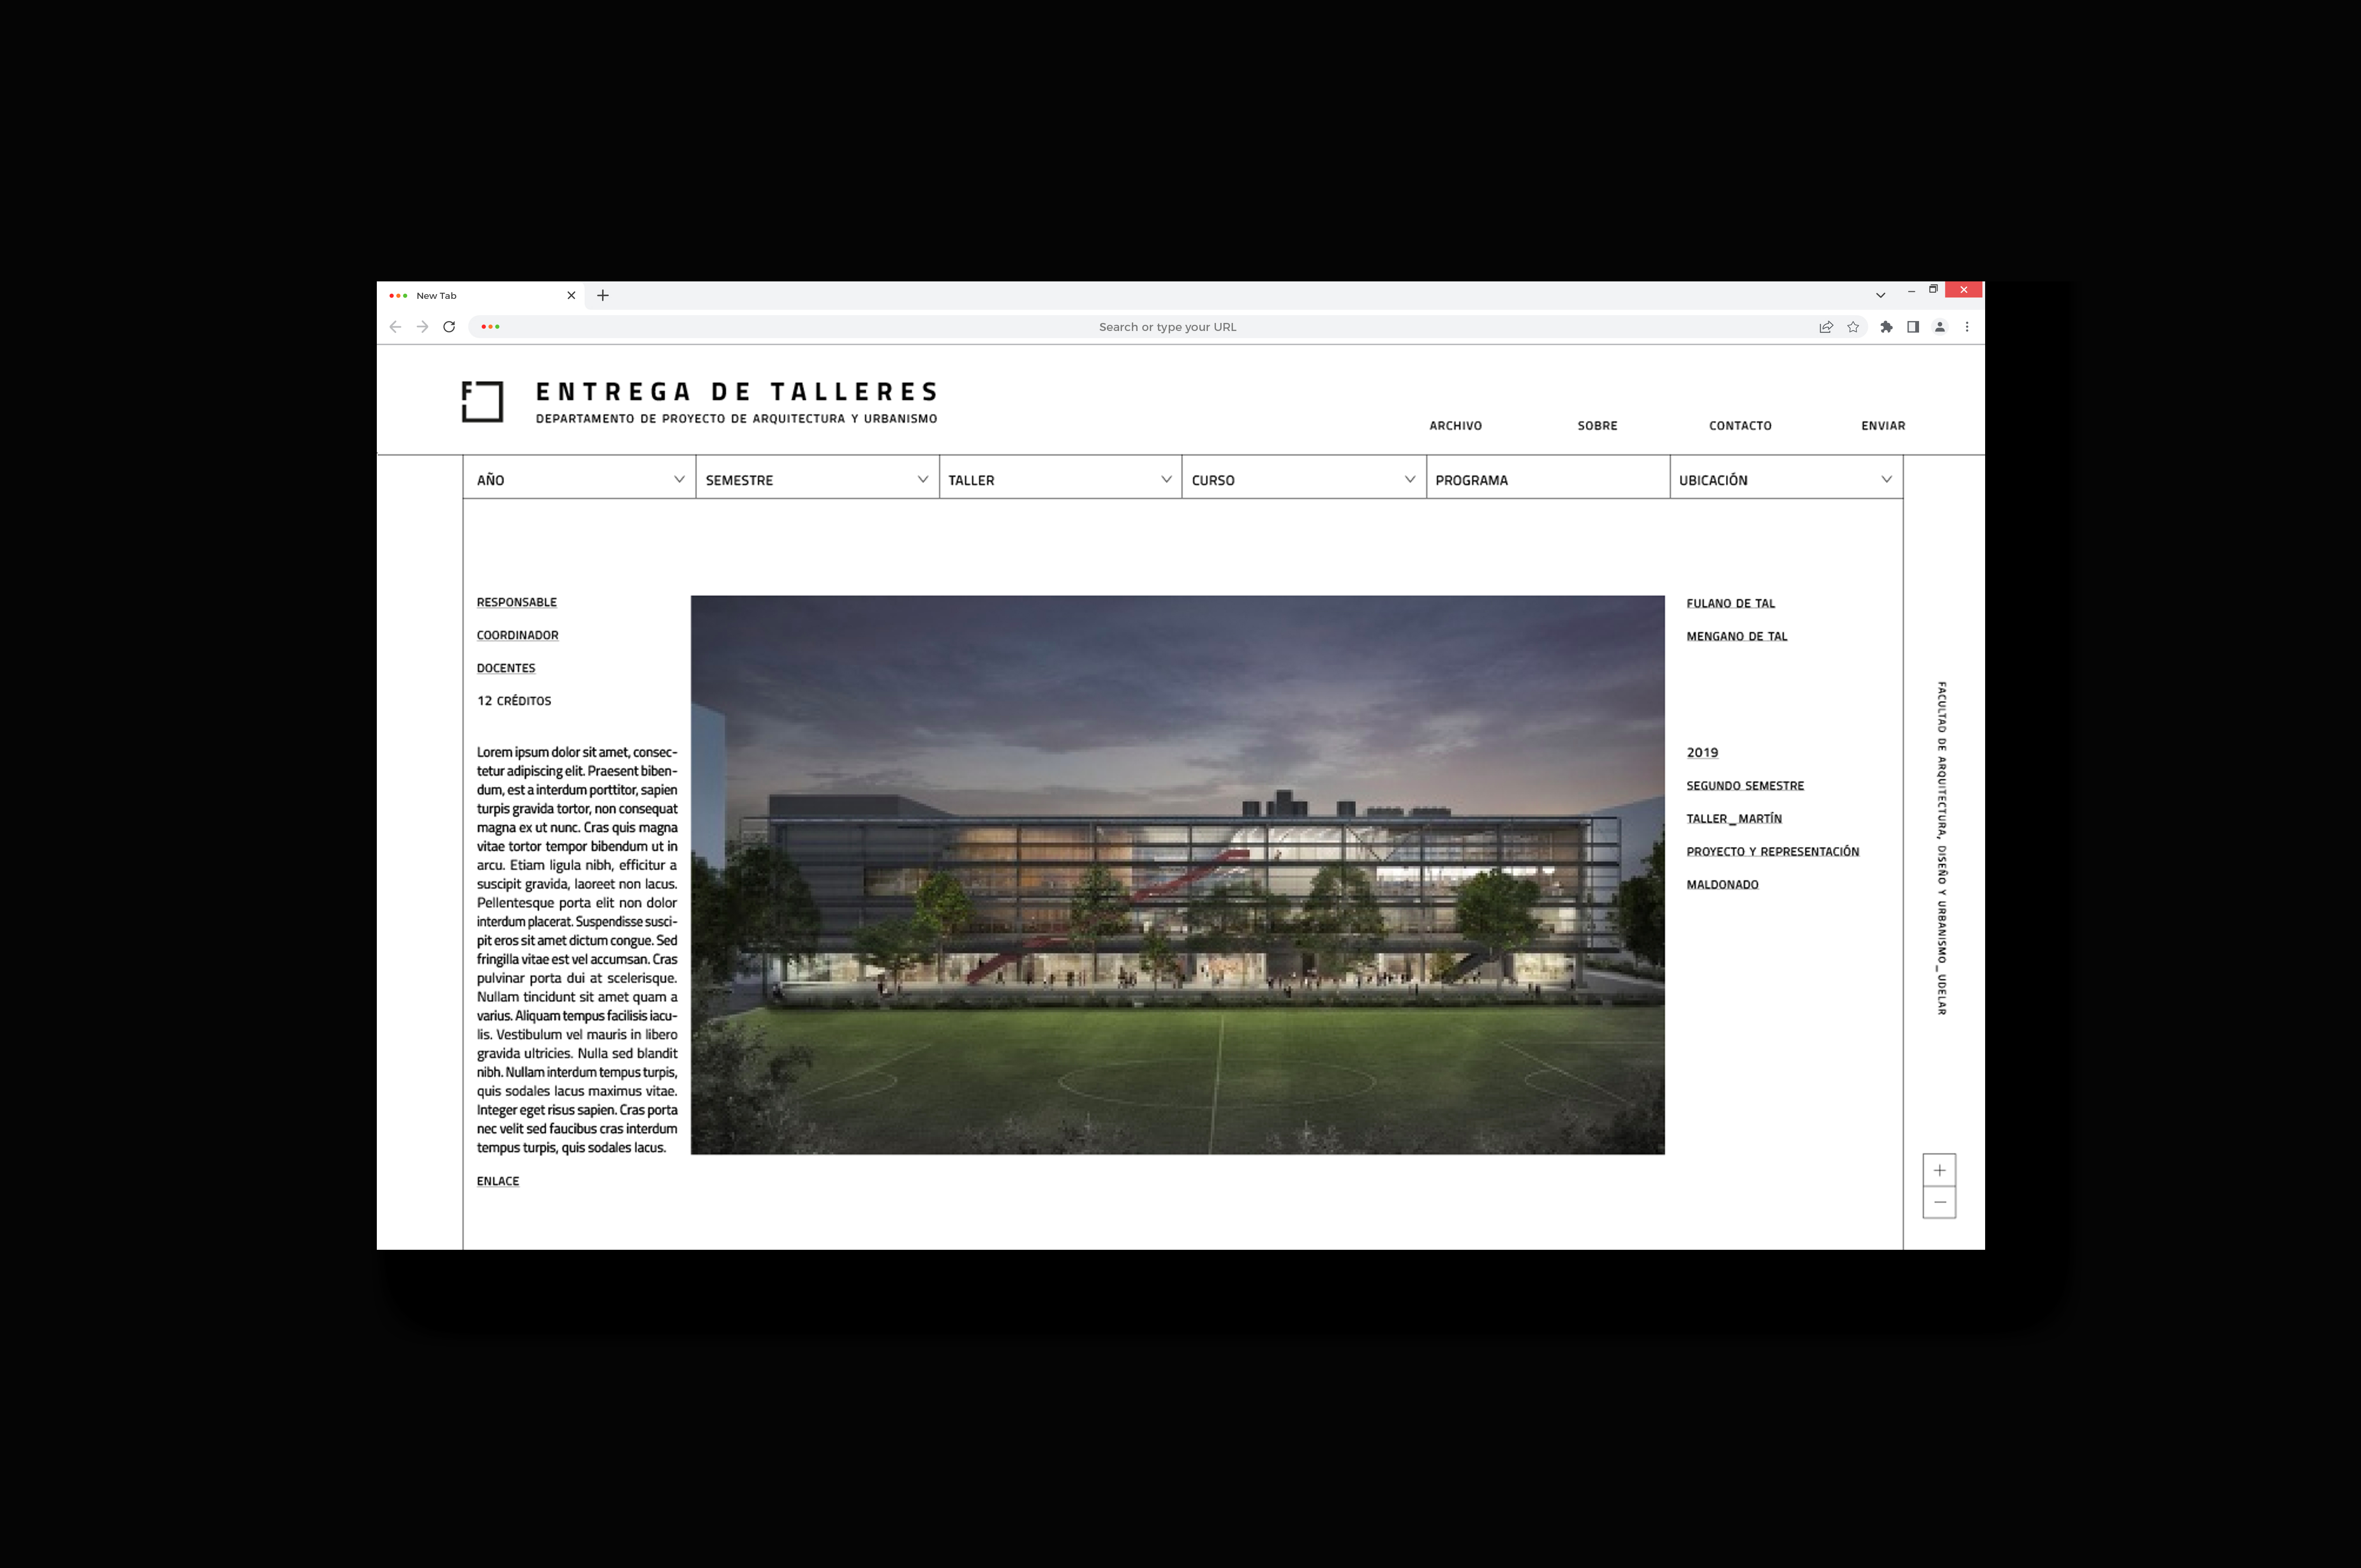 New Tab
Search or type your URL
F
ENTREGA DE TALLERES
DEPARTAMENTO DE PROYECTO DE ARQUITECTURA Y URBANISMO
ARCHIVO SOBRE CONTACTO ENVIAR
AÑO SEMESTRE TALLER CURSO PROGRAMA UBICACIÓN
RESPONSABLE
COORDINADOR
DOCENTES
12 CRÉDITOS
Lorem ipsum dolor sit amet, consec-
tetur adipiscing elit. Praesent biben-
dum, est a interdum porttitor, sapien
turpis gravida tortor, non consequat
magna ex ut nunc. Cras quis magna
vitae tortor tempor bibendum ut in
arcu. Etiam ligula nibh, efficitur a
suscipit gravida, laoreet non lacus.
Pellentesque porta elit non dolor
interdum placerat. Suspendisse susci-
pit eros sit amet dictum congue. Sed
fringilla vitae est vel accumsan. Cras
pulvinar porta dui at scelerisque.
Nullam tincidunt sit amet quam a
varius. Aliquam tempus facilisis iacu-
lis. Vestibulum vel mauris in libero
gravida ultricies. Nulla sed blandit
nibh. Nullam interdum tempus turpis,
quis sodales lacus maximus vitae.
Integer eget risus sapien. Cras porta
nec velit sed faucibus cras interdum
tempus turpis, quis sodales lacus.
ENLACE
FULANO DE TAL
MENGANO DE TAL
2019
SEGUNDO SEMESTRE
TALLER_MARTÍN
PROYECTO Y REPRESENTACIÓN
MALDONADO
FACULTAD DE ARQUITECTURA, DISEÑO Y URBANISMO_UDELAR